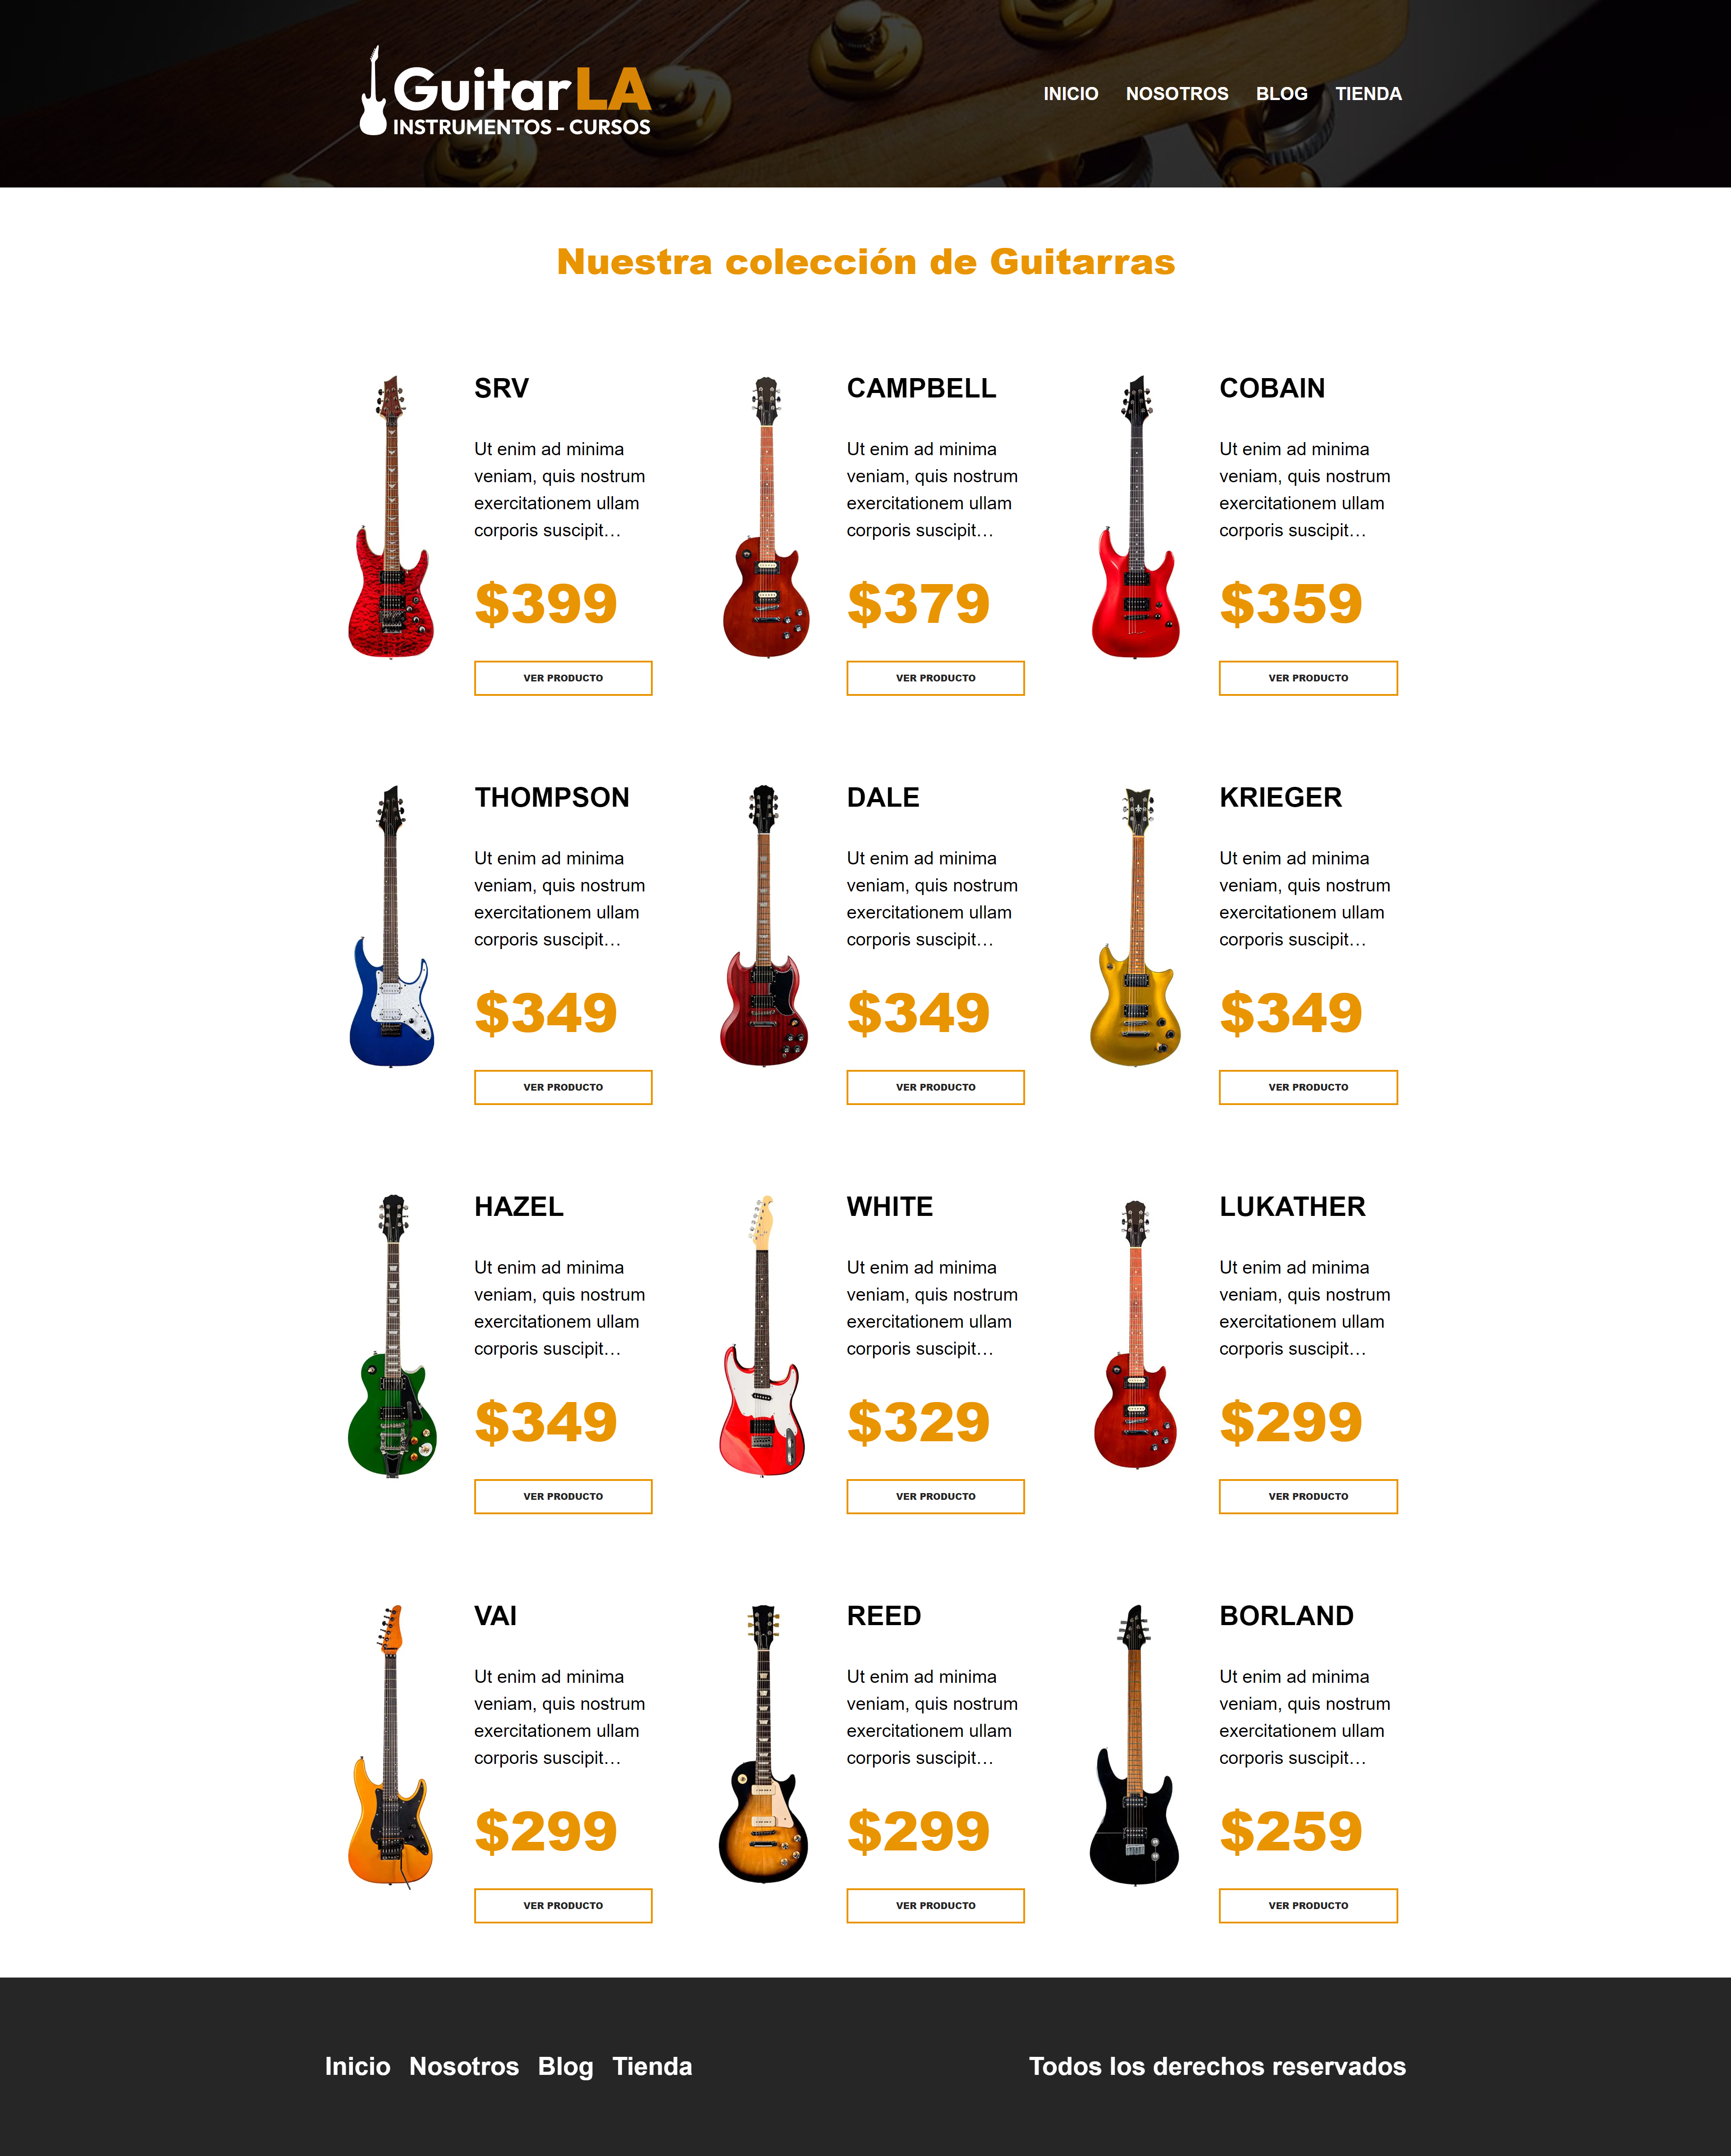 GuitarLA
INSTRUMENTOS - CURSOS
INICIO NOSOTROS BLOG TIENDA
Nuestra colección de Guitarras
SRV
Ut enim ad minima
veniam, quis nostrum
exercitationem ullam
corporis suscipit…
$399
VER PRODUCTO
CAMPBELL
Ut enim ad minima
veniam, quis nostrum
exercitationem ullam
corporis suscipit…
$379
VER PRODUCTO
COBAIN
Ut enim ad minima
veniam, quis nostrum
exercitationem ullam
corporis suscipit…
$359
VER PRODUCTO
THOMPSON
Ut enim ad minima
veniam, quis nostrum
exercitationem ullam
corporis suscipit…
$349
VER PRODUCTO
DALE
Ut enim ad minima
veniam, quis nostrum
exercitationem ullam
corporis suscipit…
$349
VER PRODUCTO
KRIEGER
Ut enim ad minima
veniam, quis nostrum
exercitationem ullam
corporis suscipit…
$349
VER PRODUCTO
HAZEL
Ut enim ad minima
veniam, quis nostrum
exercitationem ullam
corporis suscipit…
$349
VER PRODUCTO
WHITE
Ut enim ad minima
veniam, quis nostrum
exercitationem ullam
corporis suscipit…
$329
VER PRODUCTO
LUKATHER
Ut enim ad minima
veniam, quis nostrum
exercitationem ullam
corporis suscipit…
$299
VER PRODUCTO
VAI
Ut enim ad minima
veniam, quis nostrum
exercitationem ullam
corporis suscipit…
$299
VER PRODUCTO
REED
Ut enim ad minima
veniam, quis nostrum
exercitationem ullam
corporis suscipit…
$299
VER PRODUCTO
BORLAND
Ut enim ad minima
veniam, quis nostrum
exercitationem ullam
corporis suscipit…
$259
VER PRODUCTO
Inicio Nosotros Blog Tienda
Todos los derechos reservados